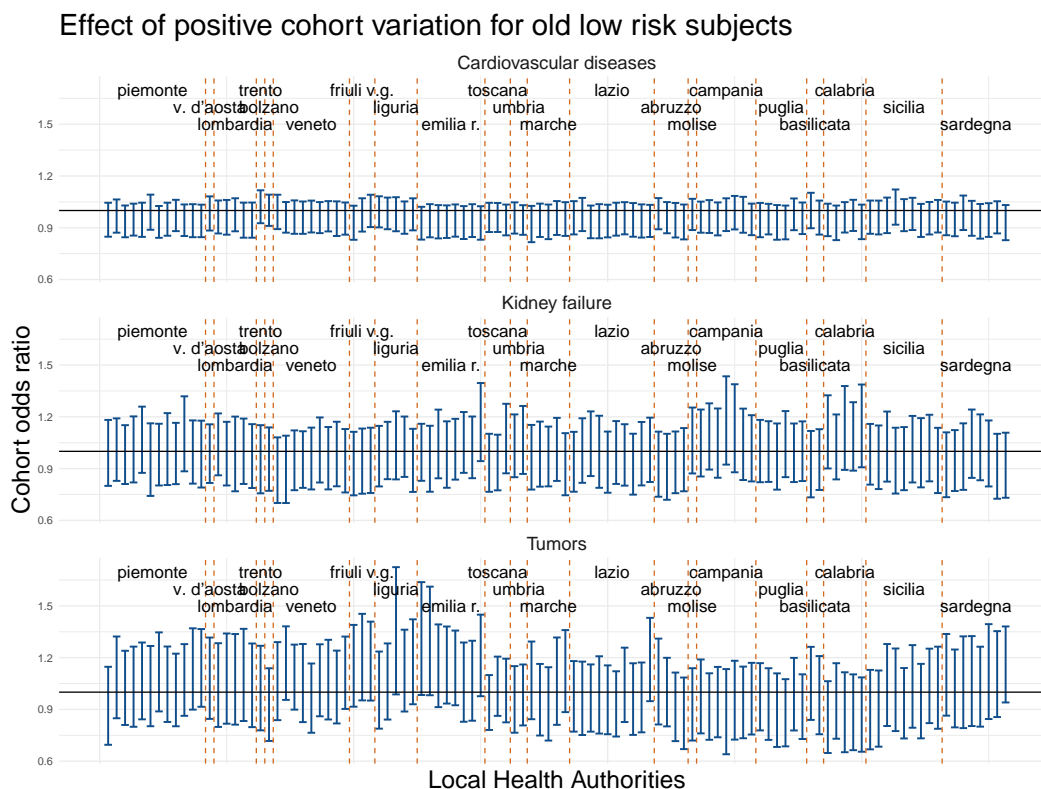 Effect of positive cohort variation for old low risk subjects
Cardiovascular diseases
piemonte trento friuli v.g. toscana lazio campania calabria
v. d'aosta bolzano liguria umbria abruzzo puglia sicilia
lombardia veneto emilia r. marche molise basilicata sardegna
1.5
1.2
0.9
0.6
Kidney failure
piemonte trento friuli v.g. toscana lazio campania calabria
v. d'aosta bolzano liguria umbria abruzzo puglia sicilia
lombardia veneto emilia r. marche molise basilicata sardegna
1.5
1.2
0.9
0.6
Cohort odds ratio
Tumors
piemonte trento friuli v.g. toscana lazio campania calabria
v. d'aosta bolzano liguria umbria abruzzo puglia sicilia
lombardia veneto emilia r. marche molise basilicata sardegna
1.5
1.2
0.9
0.6
Local Health Authorities